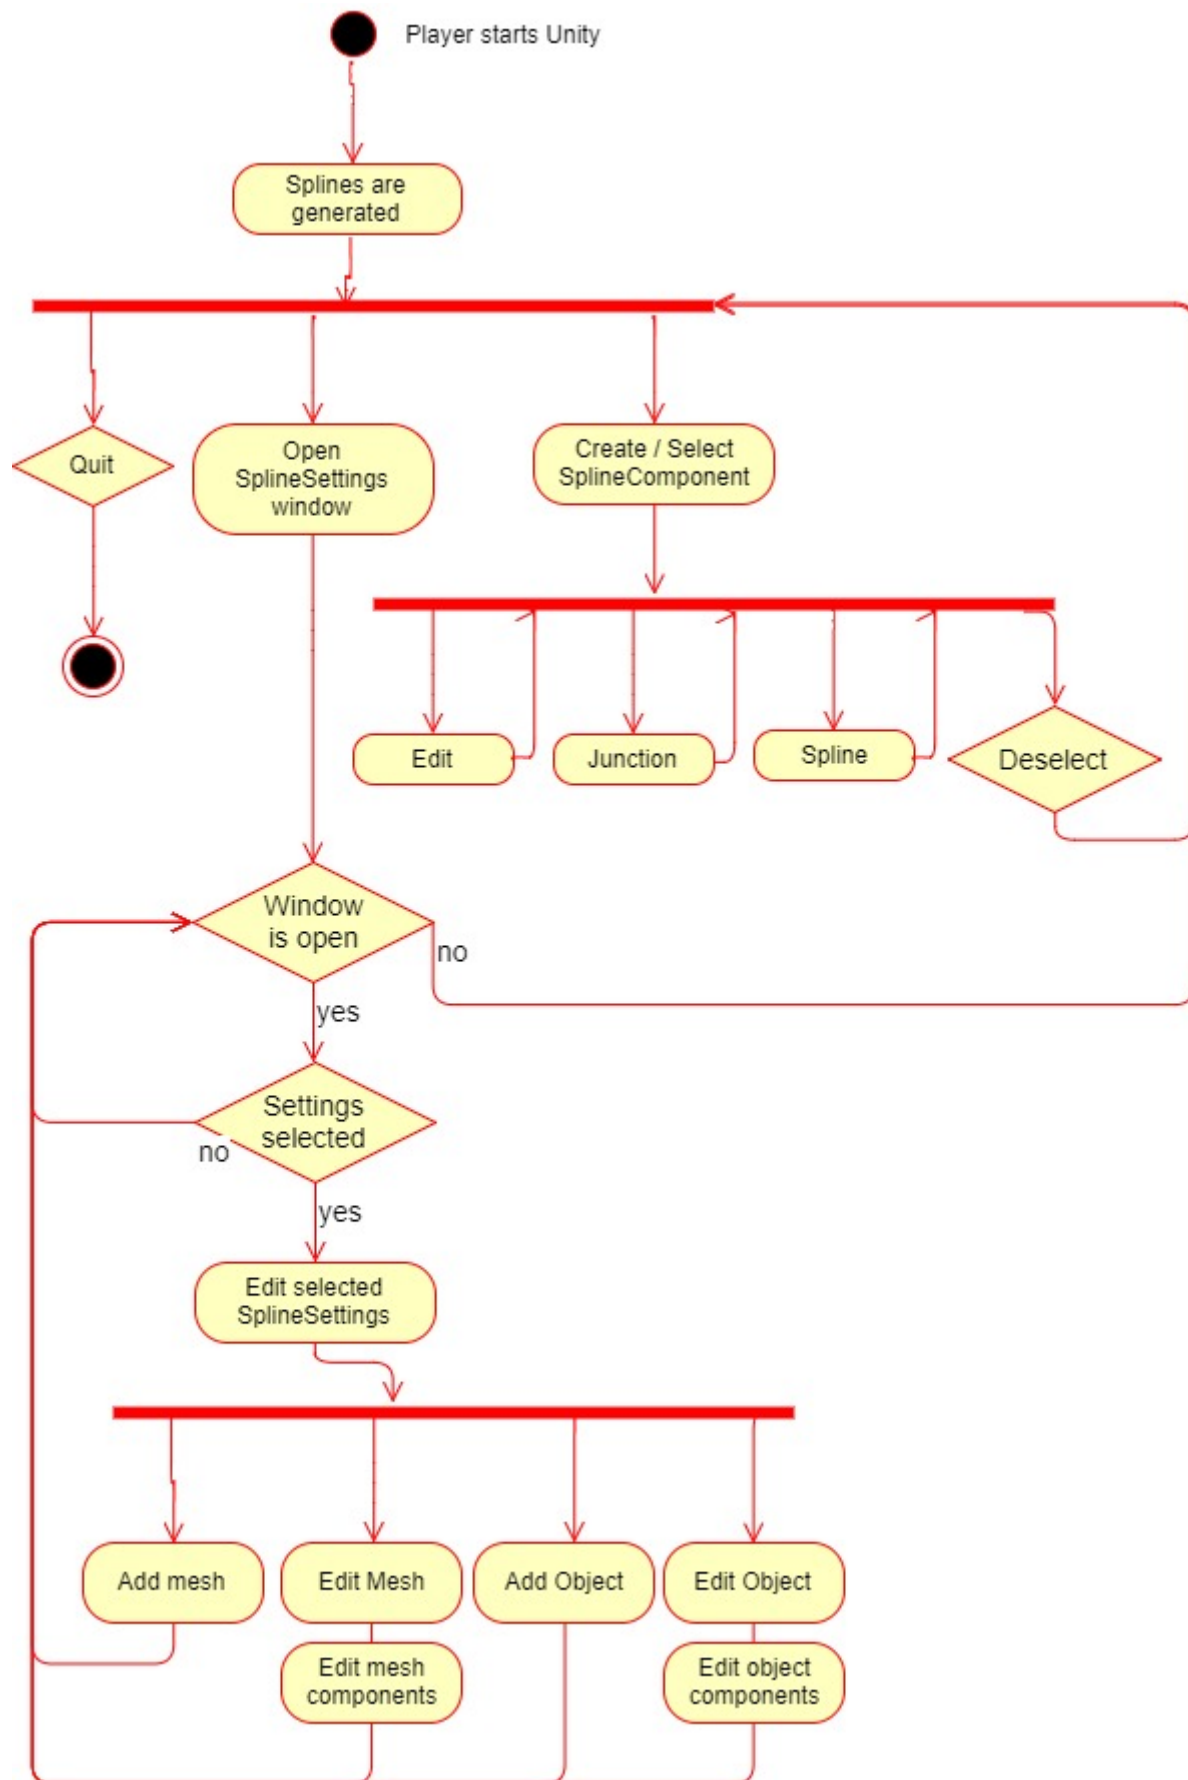 Player starts Unity
Splines are
generated
Quit
Open
SplineSettings
window
Create / Select
SplineComponent
Edit
Junction
Spline
Deselect
Window
is open
no
yes
Settings
selected
no
yes
Edit selected
SplineSettings
Add mesh
Edit Mesh
Add Object
Edit Object
Edit mesh
components
Edit object
components